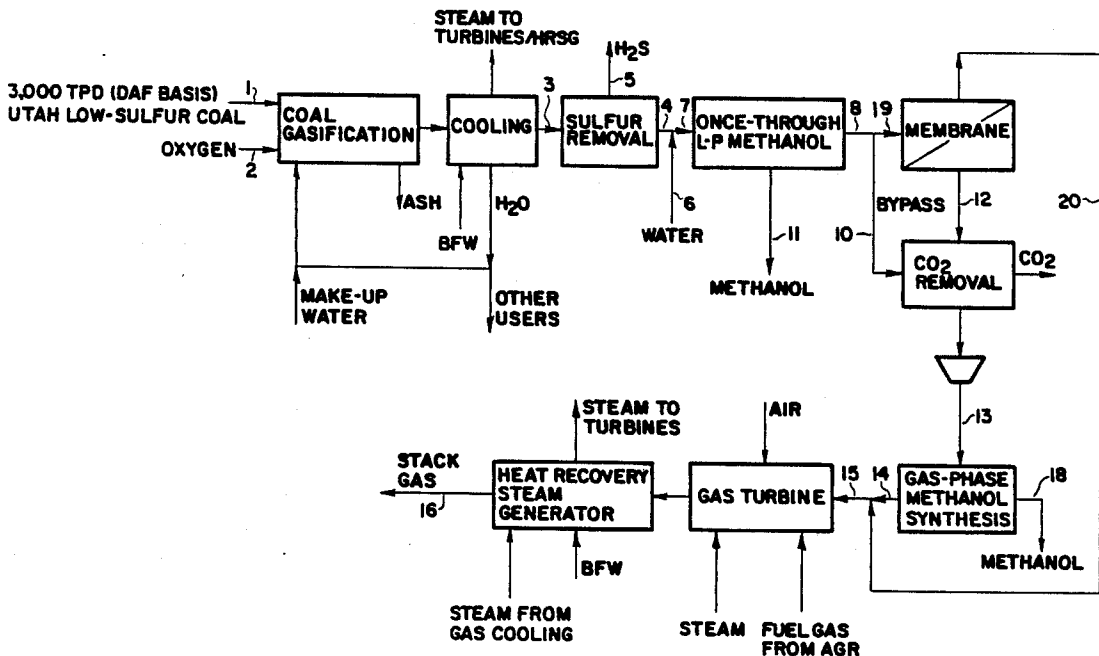 STEAM TO
TURBINES/HRSG
H2S
3,000 TPD (DAF BASIS)
UTAH LOW-SULFUR COAL
1
OXYGEN
2
COAL
GASIFICATION
COOLING
3
5
SULFUR
REMOVAL
4
7
ONCE-THROUGH
L-P METHANOL
8
19
MEMBRANE
ASH
H2O
BFW
6
WATER
11
METHANOL
BYPASS
10
12
20
CO2
REMOVAL
CO2
MAKE-UP
WATER
OTHER
USERS
13
STEAM TO
TURBINES
AIR
STACK
GAS
16
HEAT RECOVERY
STEAM
GENERATOR
GAS TURBINE
15
14
GAS-PHASE
METHANOL
SYNTHESIS
18
METHANOL
BFW
STEAM FROM
GAS COOLING
STEAM
FUEL GAS
FROM AGR